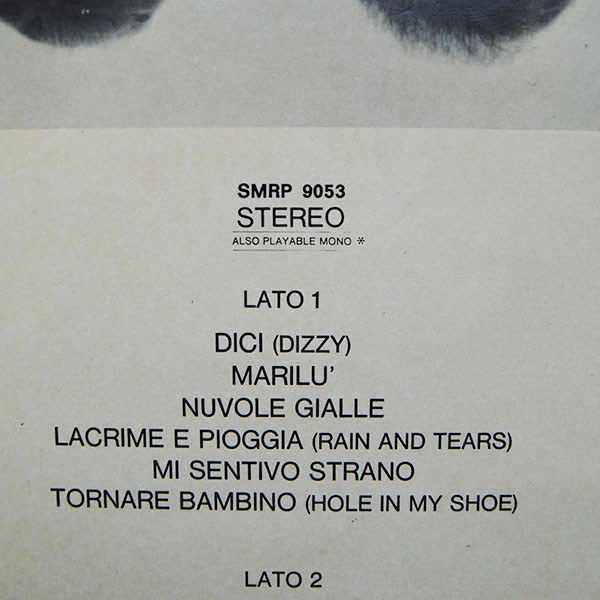 SMRP 9053
STEREO
ALSO PLAYABLE MONO *
LATO 1
DICI (DIZZY)
MARILU'
NUVOLE GIALLE
LACRIME E PIOGGIA (RAIN AND TEARS)
MI SENTIVO STRANO
TORNARE BAMBINO (HOLE IN MY SHOE)
LATO 2